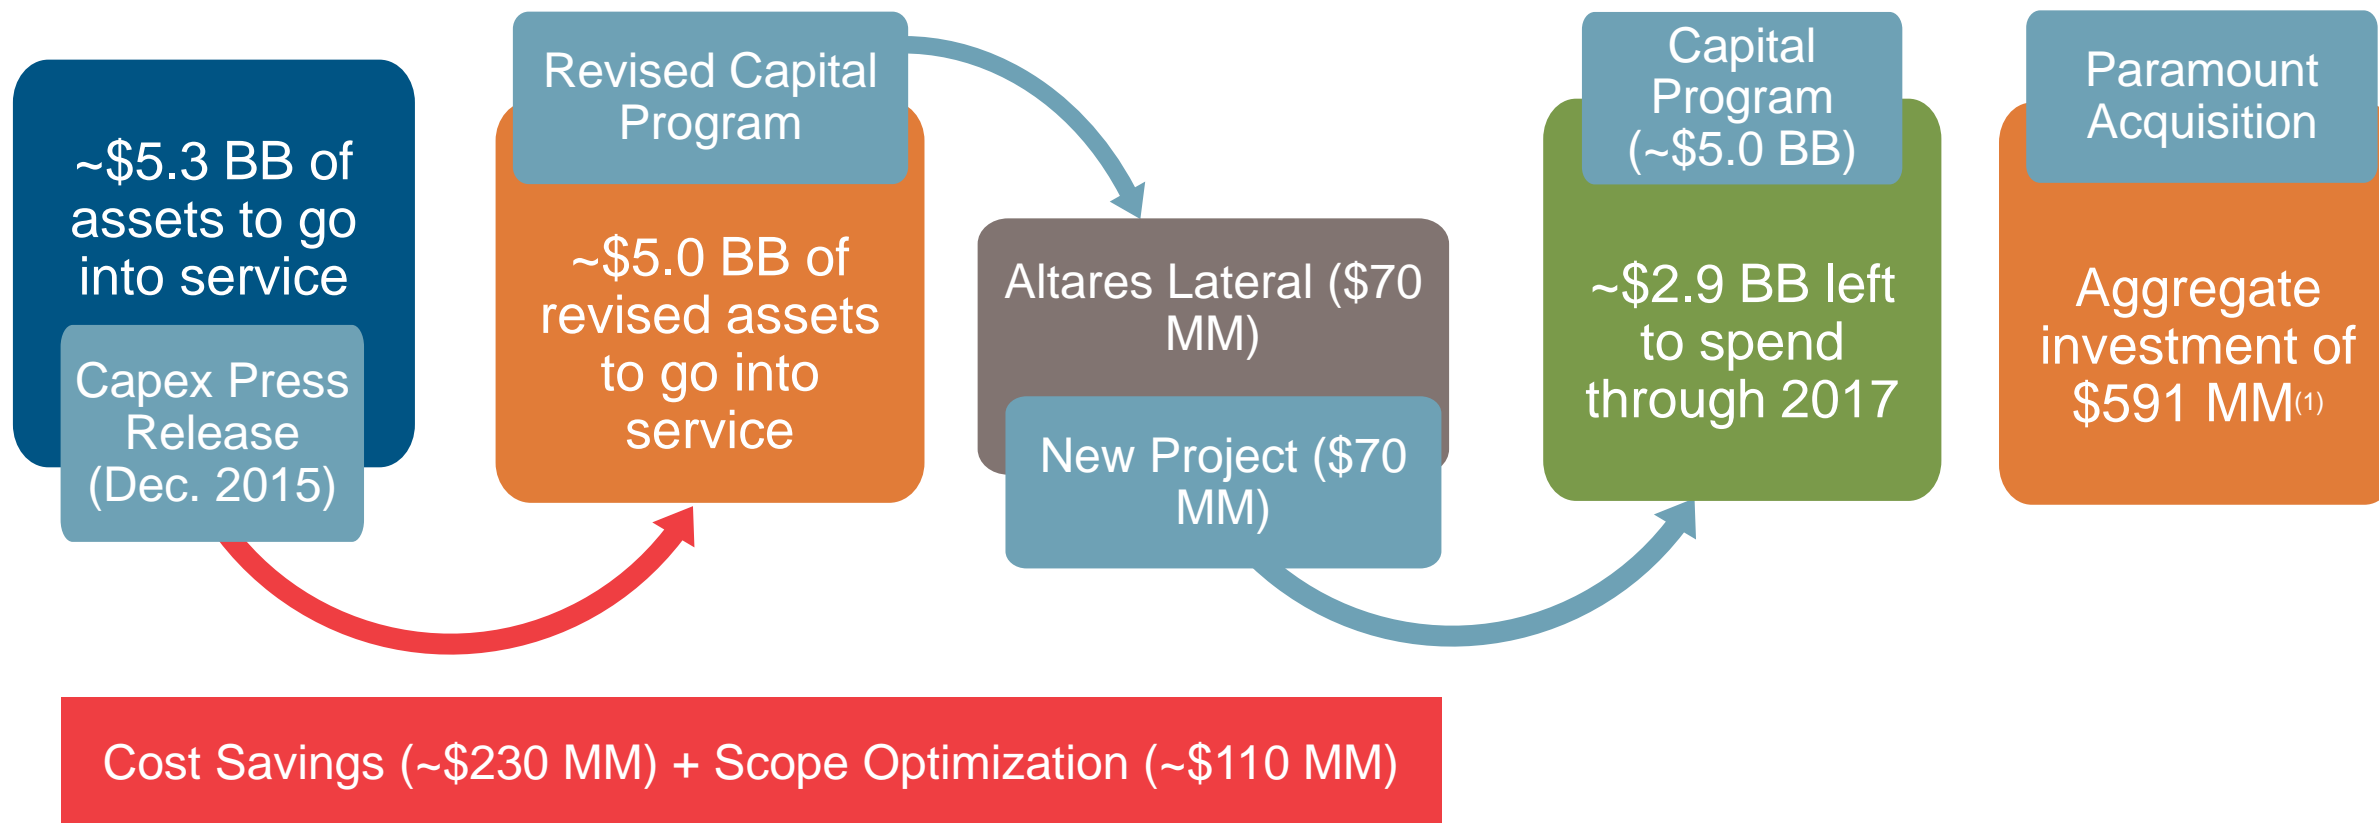 ~$5.3 BB of
assets to go
into service
Capex Press
Release
(Dec. 2015)
Revised Capital
Program
~$5.0 BB of
revised assets
to go into
service
Altares Lateral ($70
MM)
New Project ($70
MM)
Capital
Program
(~$5.0 BB)
~$2.9 BB left
to spend
through 2017
Paramount
Acquisition
Aggregate
investment of
$591 MM(1)
Cost Savings (~$230 MM) + Scope Optimization (~$110 MM)